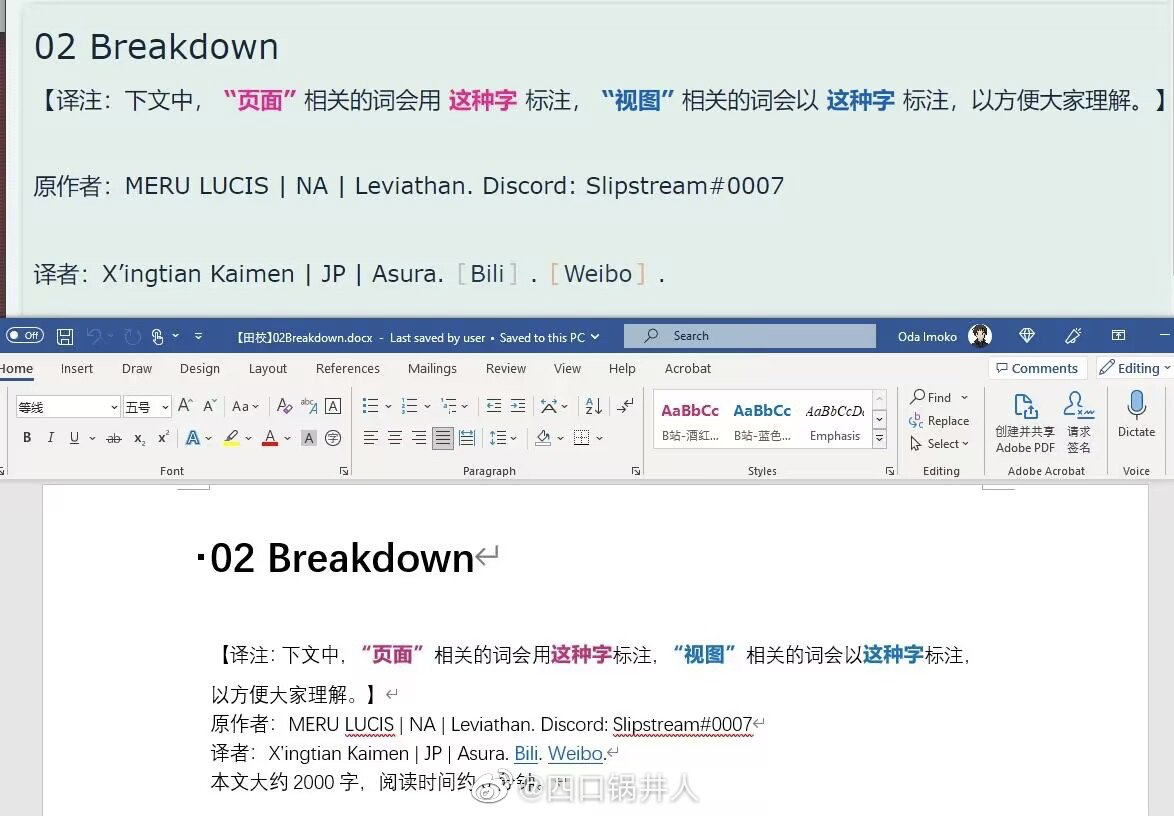 02 Breakdown
【译注：下文中，“页面”相关的词会用 这种字 标注，“视图”相关的词会以 这种字 标注，以方便大家理解。】
原作者：MERU LUCIS | NA | Leviathan. Discord: Slipstream#0007
译者：X’ingtian Kaimen | JP | Asura.［Bili］.［Weibo］.
Off 【田校】02Breakdown.docx - Last saved by user • Saved to this PC Search Oda Imoko
Home Insert Draw Design Layout References Mailings Review View Help Acrobat Comments Editing
等线 五号 A A Aa A abc A A AaBbCc AaBbCc AaBbCcD Find
Replace
B I U ab x₂ x² A A A 字 B站-酒红... B站-蓝色... Emphasis Select
创建并共享 Adobe PDF 请求 签名 Dictate
Font Paragraph Styles Editing Adobe Acrobat Voice
02 Breakdown
【译注: 下文中，“页面” 相关的词会用这种字标注，“视图” 相关的词会以这种字标注，
以方便大家理解。】
原作者：MERU LUCIS | NA | Leviathan. Discord: Slipstream#0007
译者：X’ingtian Kaimen | JP | Asura. Bili. Weibo.
本文大约 2000 字，阅读时间约 分钟。
@四口锅井人